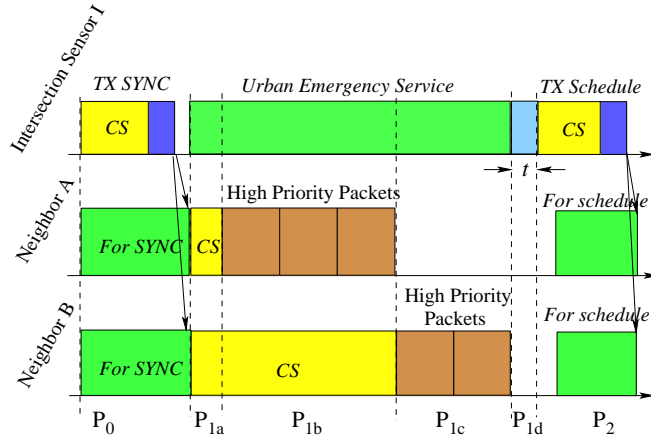 Intersection Sensor I
TX SYNC
Urban Emergency Service
TX Schedule
CS
CS
t
Neighbor A
High Priority Packets
For schedule
For SYNC
CS
Neighbor B
High Priority
Packets
For schedule
For SYNC
CS
P0
P1a
P1b
P1c
P1d
P2